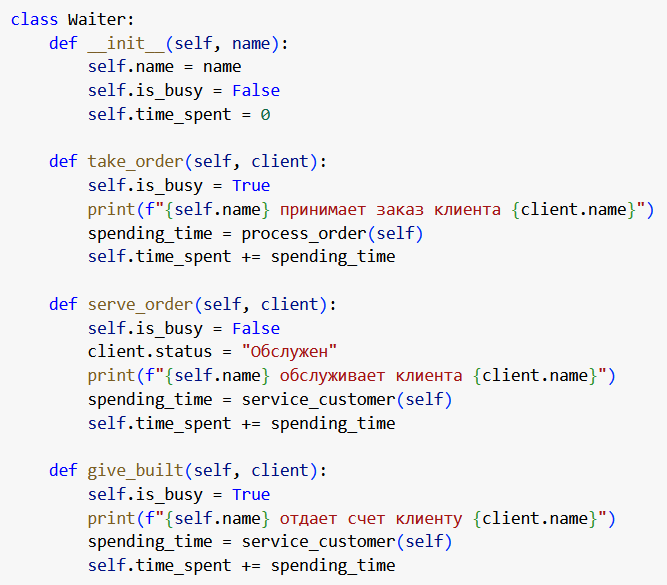 class Waiter:
    def __init__(self, name):
        self.name = name
        self.is_busy = False
        self.time_spent = 0

    def take_order(self, client):
        self.is_busy = True
        print(f"{self.name} принимает заказ клиента {client.name}")
        spending_time = process_order(self)
        self.time_spent += spending_time

    def serve_order(self, client):
        self.is_busy = False
        client.status = "Обслужен"
        print(f"{self.name} обслуживает клиента {client.name}")
        spending_time = service_customer(self)
        self.time_spent += spending_time

    def give_built(self, client):
        self.is_busy = True
        print(f"{self.name} отдает счет клиенту {client.name}")
        spending_time = service_customer(self)
        self.time_spent += spending_time